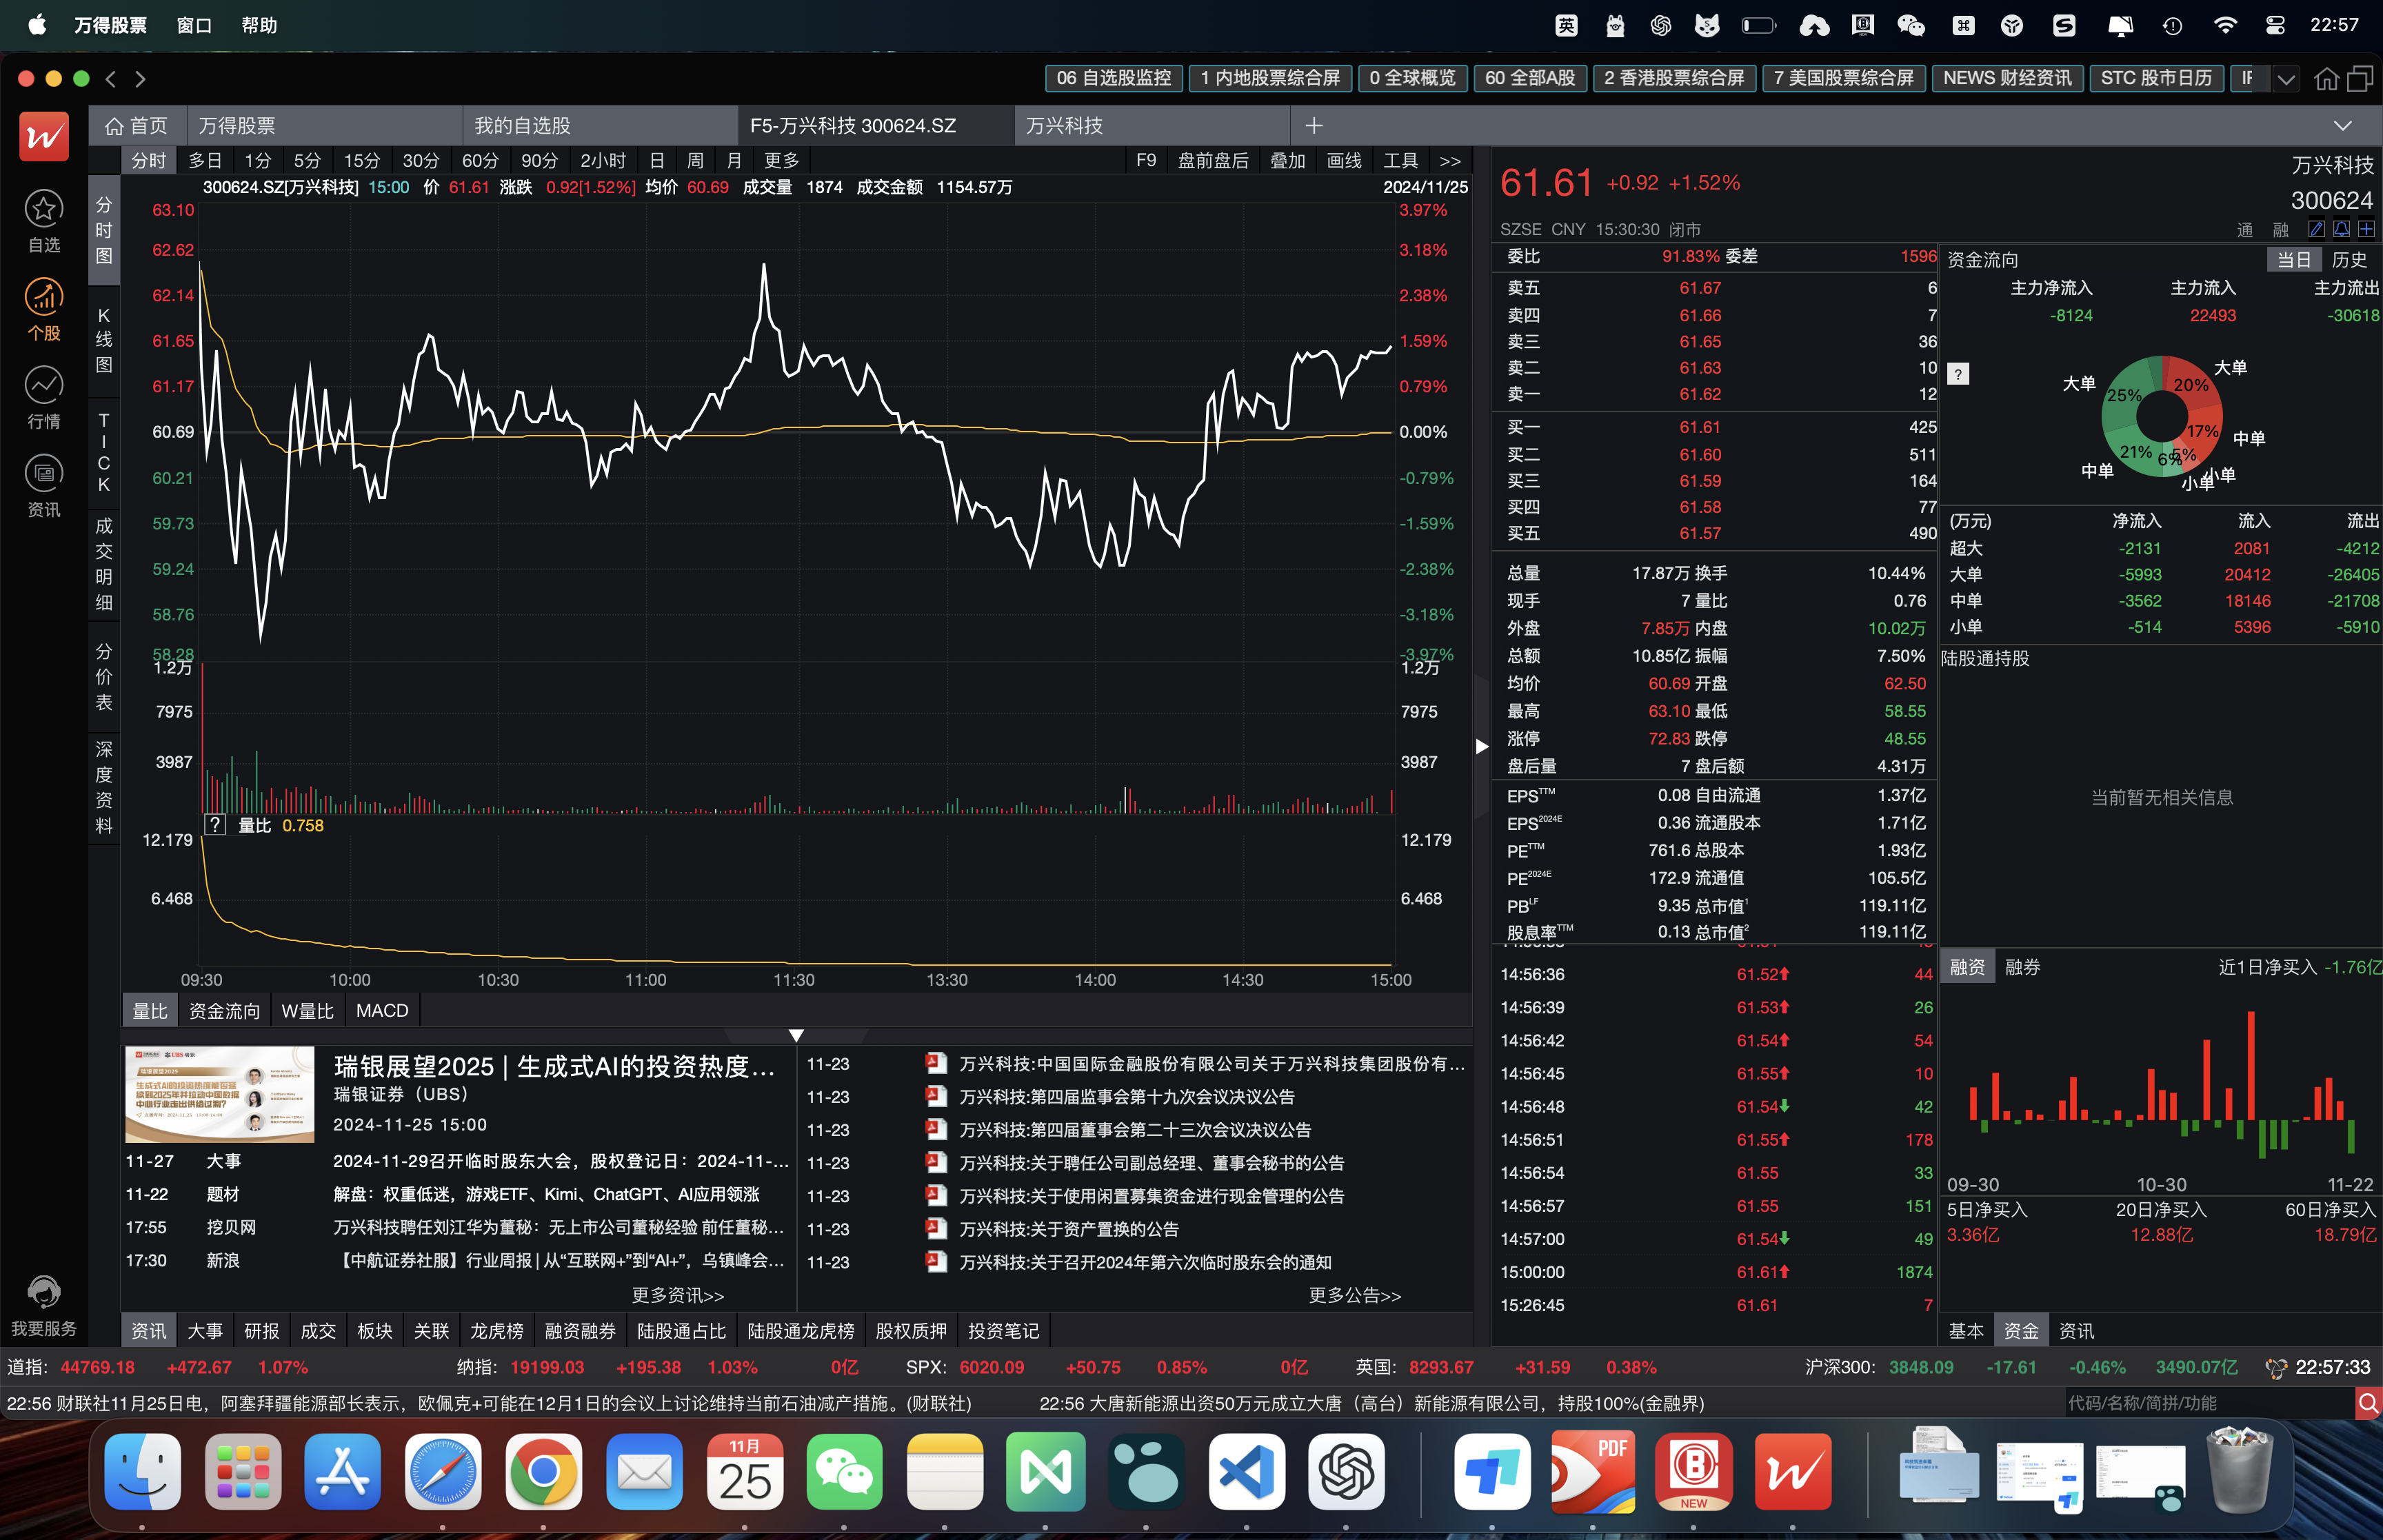 万得股票 窗口 帮助 英 22:57
06 自选股监控 1 内地股票综合屏 0 全球概览 60 全部A股 2 香港股票综合屏 7 美国股票综合屏 NEWS 财经资讯 STC 股市日历
首页 万得股票 我的自选股 F5-万兴科技 300624.SZ 万兴科技
自选
个股
行情
资讯
我要服务
分时 多日 1分 5分 15分 30分 60分 90分 2小时 日 周 月 更多 F9 盘前盘后 叠加 画线 工具 >>
分时图
K线图
TICK
成交明细
分价表
深度资料
300624.SZ[万兴科技] 15:00 价 61.61 涨跌 0.92[1.52%] 均价 60.69 成交量 1874 成交金额 1154.57万 2024/11/25
63.10 3.97%
62.62 3.18%
62.14 2.38%
61.65 1.59%
61.17 0.79%
60.69 0.00%
60.21 -0.79%
59.73 -1.59%
59.24 -2.38%
58.76 -3.18%
58.28 -3.97%
1.2万 1.2万
7975 7975
3987 3987
? 量比 0.758
12.179 12.179
6.468 6.468
09:30 10:00 10:30 11:00 11:30 13:30 14:00 14:30 15:00
量比 资金流向 W量比 MACD
瑞银展望2025 | 生成式AI的投资热度...
瑞银证券（UBS）
2024-11-25 15:00
11-27 大事 2024-11-29召开临时股东大会，股权登记日：2024-11-...
11-22 题材 解盘：权重低迷，游戏ETF、Kimi、ChatGPT、AI应用领涨
17:55 挖贝网 万兴科技聘任刘江华为董秘：无上市公司董秘经验 前任董秘...
17:30 新浪 【中航证券社服】行业周报 | 从“互联网+”到“AI+”，乌镇峰会...
更多资讯>>
11-23 万兴科技:中国国际金融股份有限公司关于万兴科技集团股份有...
11-23 万兴科技:第四届监事会第十九次会议决议公告
11-23 万兴科技:第四届董事会第二十三次会议决议公告
11-23 万兴科技:关于聘任公司副总经理、董事会秘书的公告
11-23 万兴科技:关于使用闲置募集资金进行现金管理的公告
11-23 万兴科技:关于资产置换的公告
11-23 万兴科技:关于召开2024年第六次临时股东会的通知
更多公告>>
资讯 大事 研报 成交 板块 关联 龙虎榜 融资融券 陆股通占比 陆股通龙虎榜 股权质押 投资笔记
61.61 +0.92 +1.52% 万兴科技
300624
SZSE CNY 15:30:30 闭市 通 融
委比 91.83% 委差 1596
卖五 61.67 6
卖四 61.66 7
卖三 61.65 36
卖二 61.63 10
卖一 61.62 12
买一 61.61 425
买二 61.60 511
买三 61.59 164
买四 61.58 77
买五 61.57 490
总量 17.87万 换手 10.44%
现手 7 量比 0.76
外盘 7.85万 内盘 10.02万
总额 10.85亿 振幅 7.50%
均价 60.69 开盘 62.50
最高 63.10 最低 58.55
涨停 72.83 跌停 48.55
盘后量 7 盘后额 4.31万
EPSTTM 0.08 自由流通 1.37亿
EPS2024E 0.36 流通股本 1.71亿
PETTM 761.6 总股本 1.93亿
PE2024E 172.9 流通值 105.5亿
PBLF 9.35 总市值1 119.11亿
股息率TTM 0.13 总市值2 119.11亿
14:56:36 61.52 44
14:56:39 61.53 26
14:56:42 61.54 54
14:56:45 61.55 10
14:56:48 61.54 42
14:56:51 61.55 178
14:56:54 61.55 33
14:56:57 61.55 151
14:57:00 61.54 49
15:00:00 61.61 1874
15:26:45 61.61 7
资金流向 当日 历史
主力净流入 主力流入 主力流出
-8124 22493 -30618
?
大单 25% 20% 大单
中单 21% 6% 5% 17% 中单
小单 小单
(万元) 净流入 流入 流出
超大 -2131 2081 -4212
大单 -5993 20412 -26405
中单 -3562 18146 -21708
小单 -514 5396 -5910
陆股通持股
当前暂无相关信息
融资 融券 近1日净买入 -1.76亿
09-30 10-30 11-22
5日净买入 20日净买入 60日净买入
3.36亿 12.88亿 18.79亿
基本 资金 资讯
道指: 44769.18 +472.67 1.07% 纳指: 19199.03 +195.38 1.03% 0亿 SPX: 6020.09 +50.75 0.85% 0亿 英国: 8293.67 +31.59 0.38% 沪深300: 3848.09 -17.61 -0.46% 3490.07亿 22:57:33
22:56 财联社11月25日电，阿塞拜疆能源部长表示，欧佩克+可能在12月1日的会议上讨论维持当前石油减产措施。(财联社) 22:56 大唐新能源出资50万元成立大唐（高台）新能源有限公司，持股100%(金融界) 代码/名称/简拼/功能
11月
25
PDF
NEW